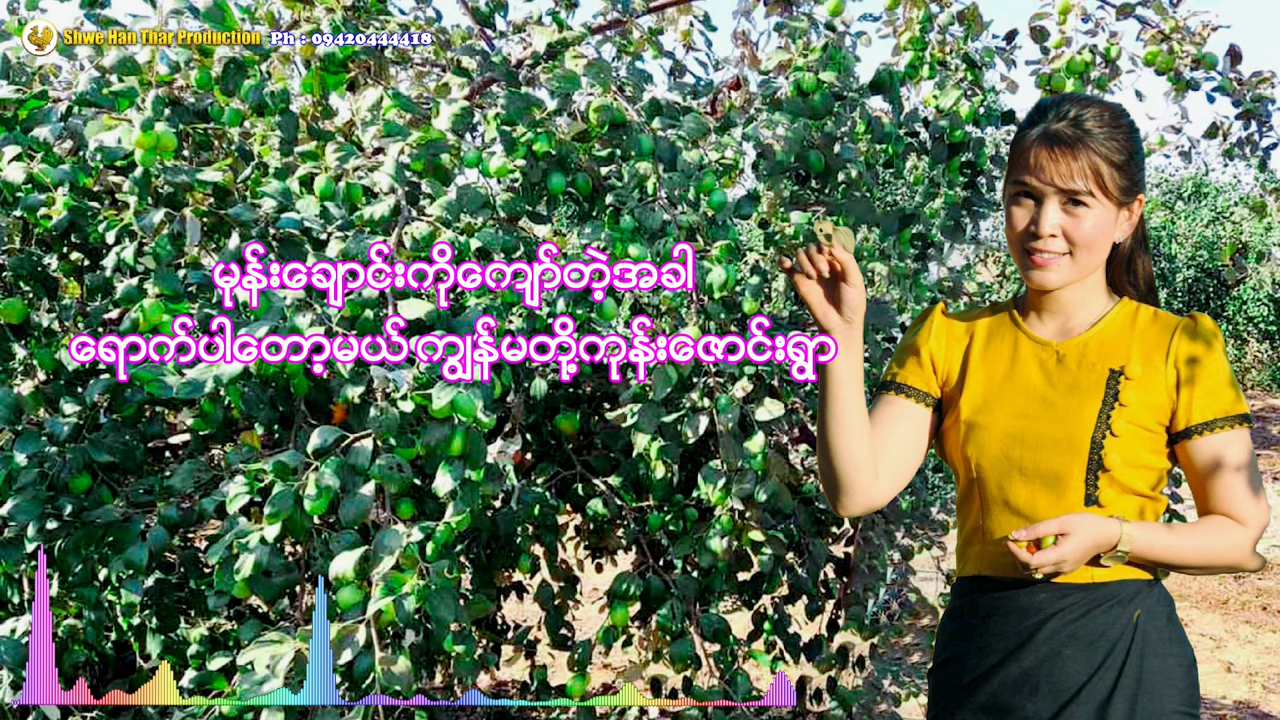 Shwe Han Thar Production Ph : 09420444418
မုန်းချောင်းကိုကျော်တဲ့အခါ
ရောက်ပါတော့မယ် ကျွန်မတို့ကုန်းဇောင်းရွာ